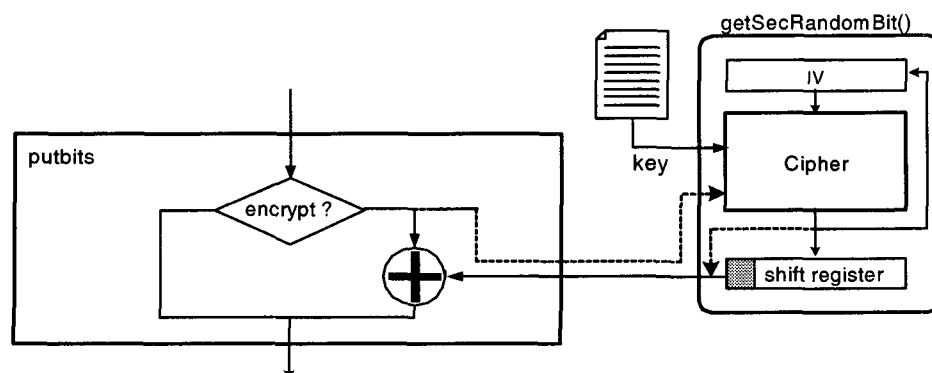 getSecRandomBit()
IV
putbits
key
Cipher
encrypt ?
shift register